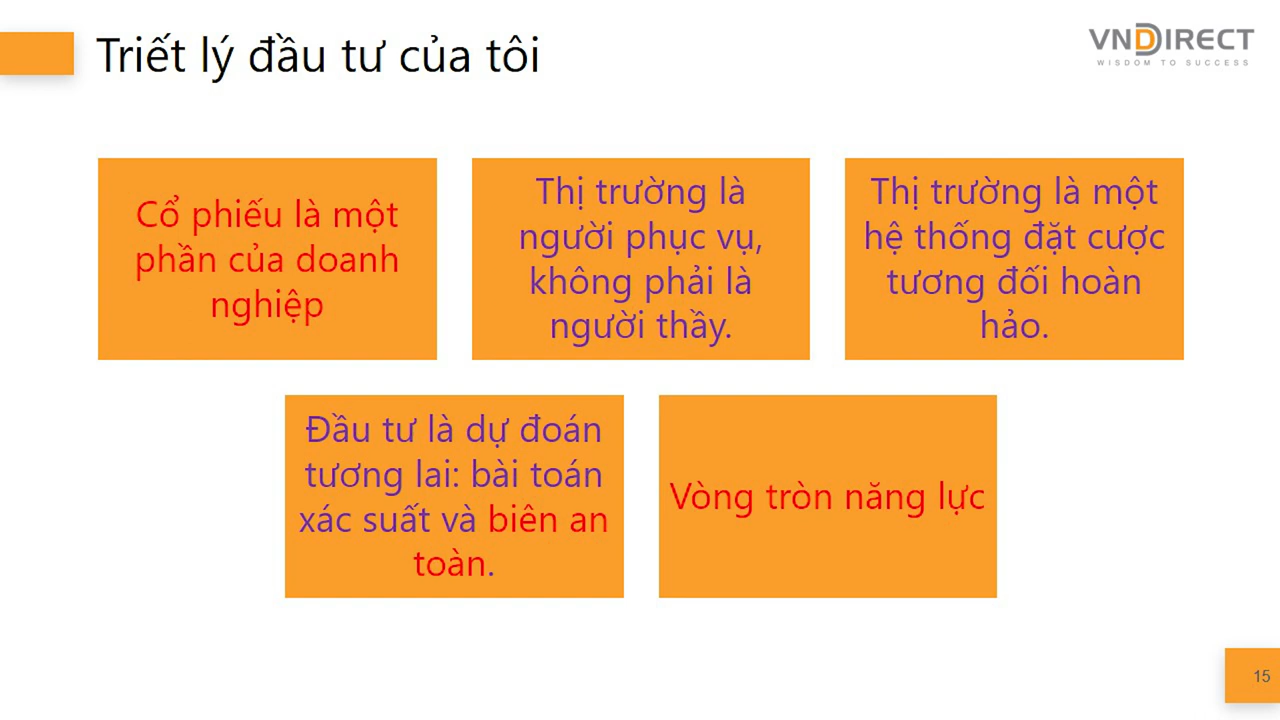 Triết lý đầu tư của tôi
VNDIRECT
WISDOM TO SUCCESS
Cổ phiếu là một
phần của doanh
nghiệp
Thị trường là
người phục vụ,
không phải là
người thầy.
Thị trường là một
hệ thống đặt cược
tương đối hoàn
hảo.
Đầu tư là dự đoán
tương lai: bài toán
xác suất và biên an
toàn.
Vòng tròn năng lực
15